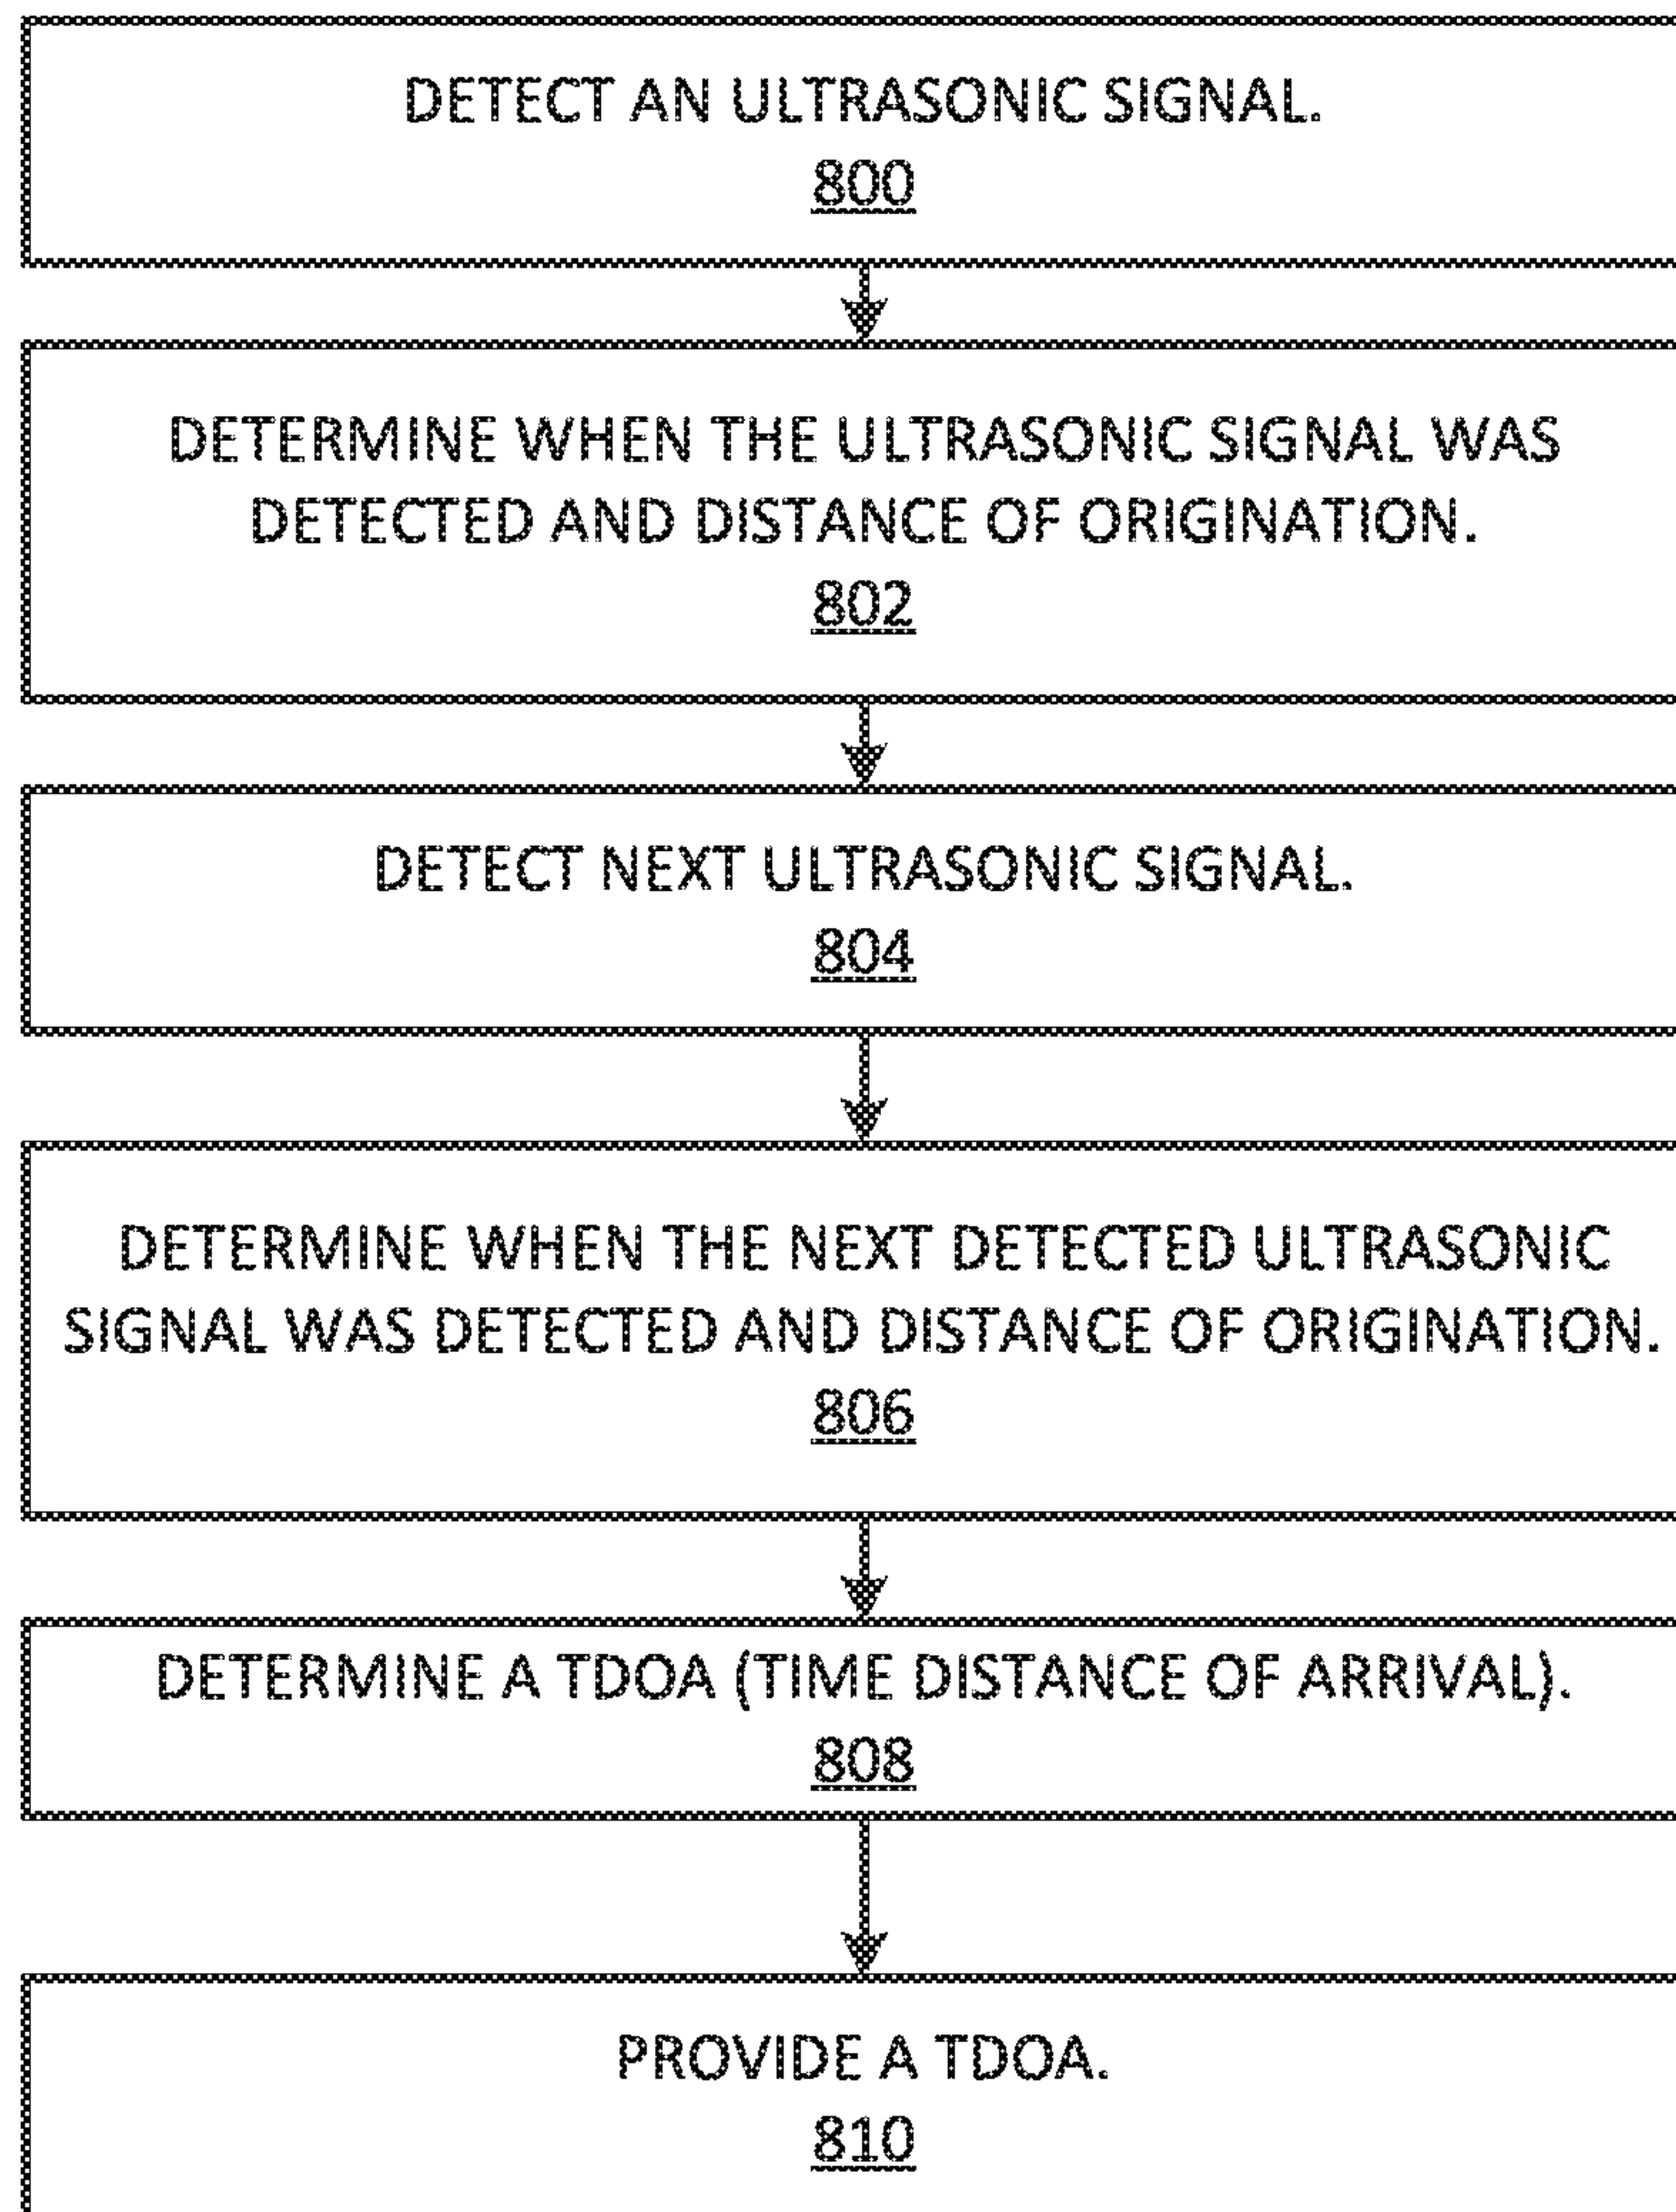 DETECT AN ULTRASONIC SIGNAL.
800
DETERMINE WHEN THE ULTRASONIC SIGNAL WAS
DETECTED AND DISTANCE OF ORIGINATION.
802
DETECT NEXT ULTRASONIC SIGNAL.
804
DETERMINE WHEN THE NEXT DETECTED ULTRASONIC
SIGNAL WAS DETECTED AND DISTANCE OF ORIGINATION.
806
DETERMINE A TDOA (TIME DISTANCE OF ARRIVAL).
808
PROVIDE A TDOA.
810